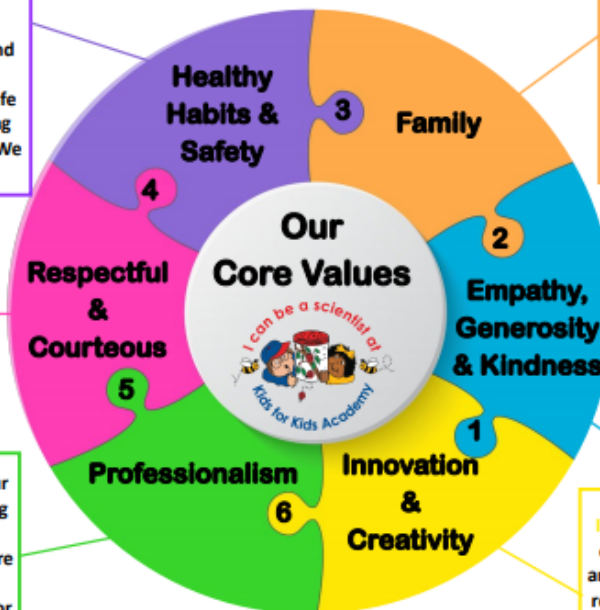 Healthy
Habits &
Safety
3
Family
4
2
Our
Core Values
I can be a scientist at
Kids for Kids Academy
Respectful
&
Courteous
Empathy,
Generosity
& Kindness
5
1
Professionalism
6
Innovation
&
Creativity
We